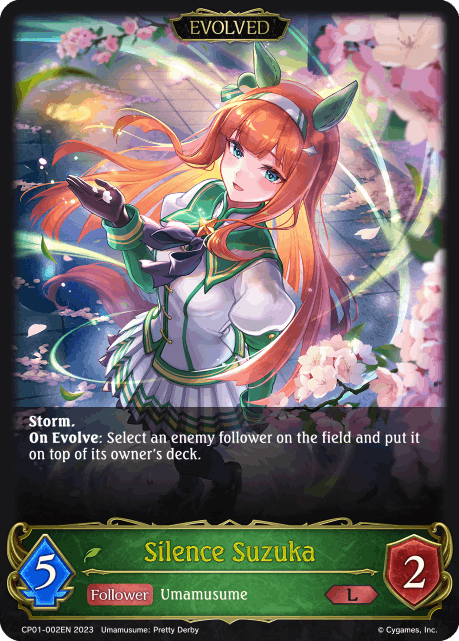 EVOLVED
Storm.
On Evolve: Select an enemy follower on the field and put it
on top of its owner's deck.
Silence Suzuka
5
Follower Umamusume
L
2
CP01-002EN 2023 Umamusume: Pretty Derby © Cygames, Inc.